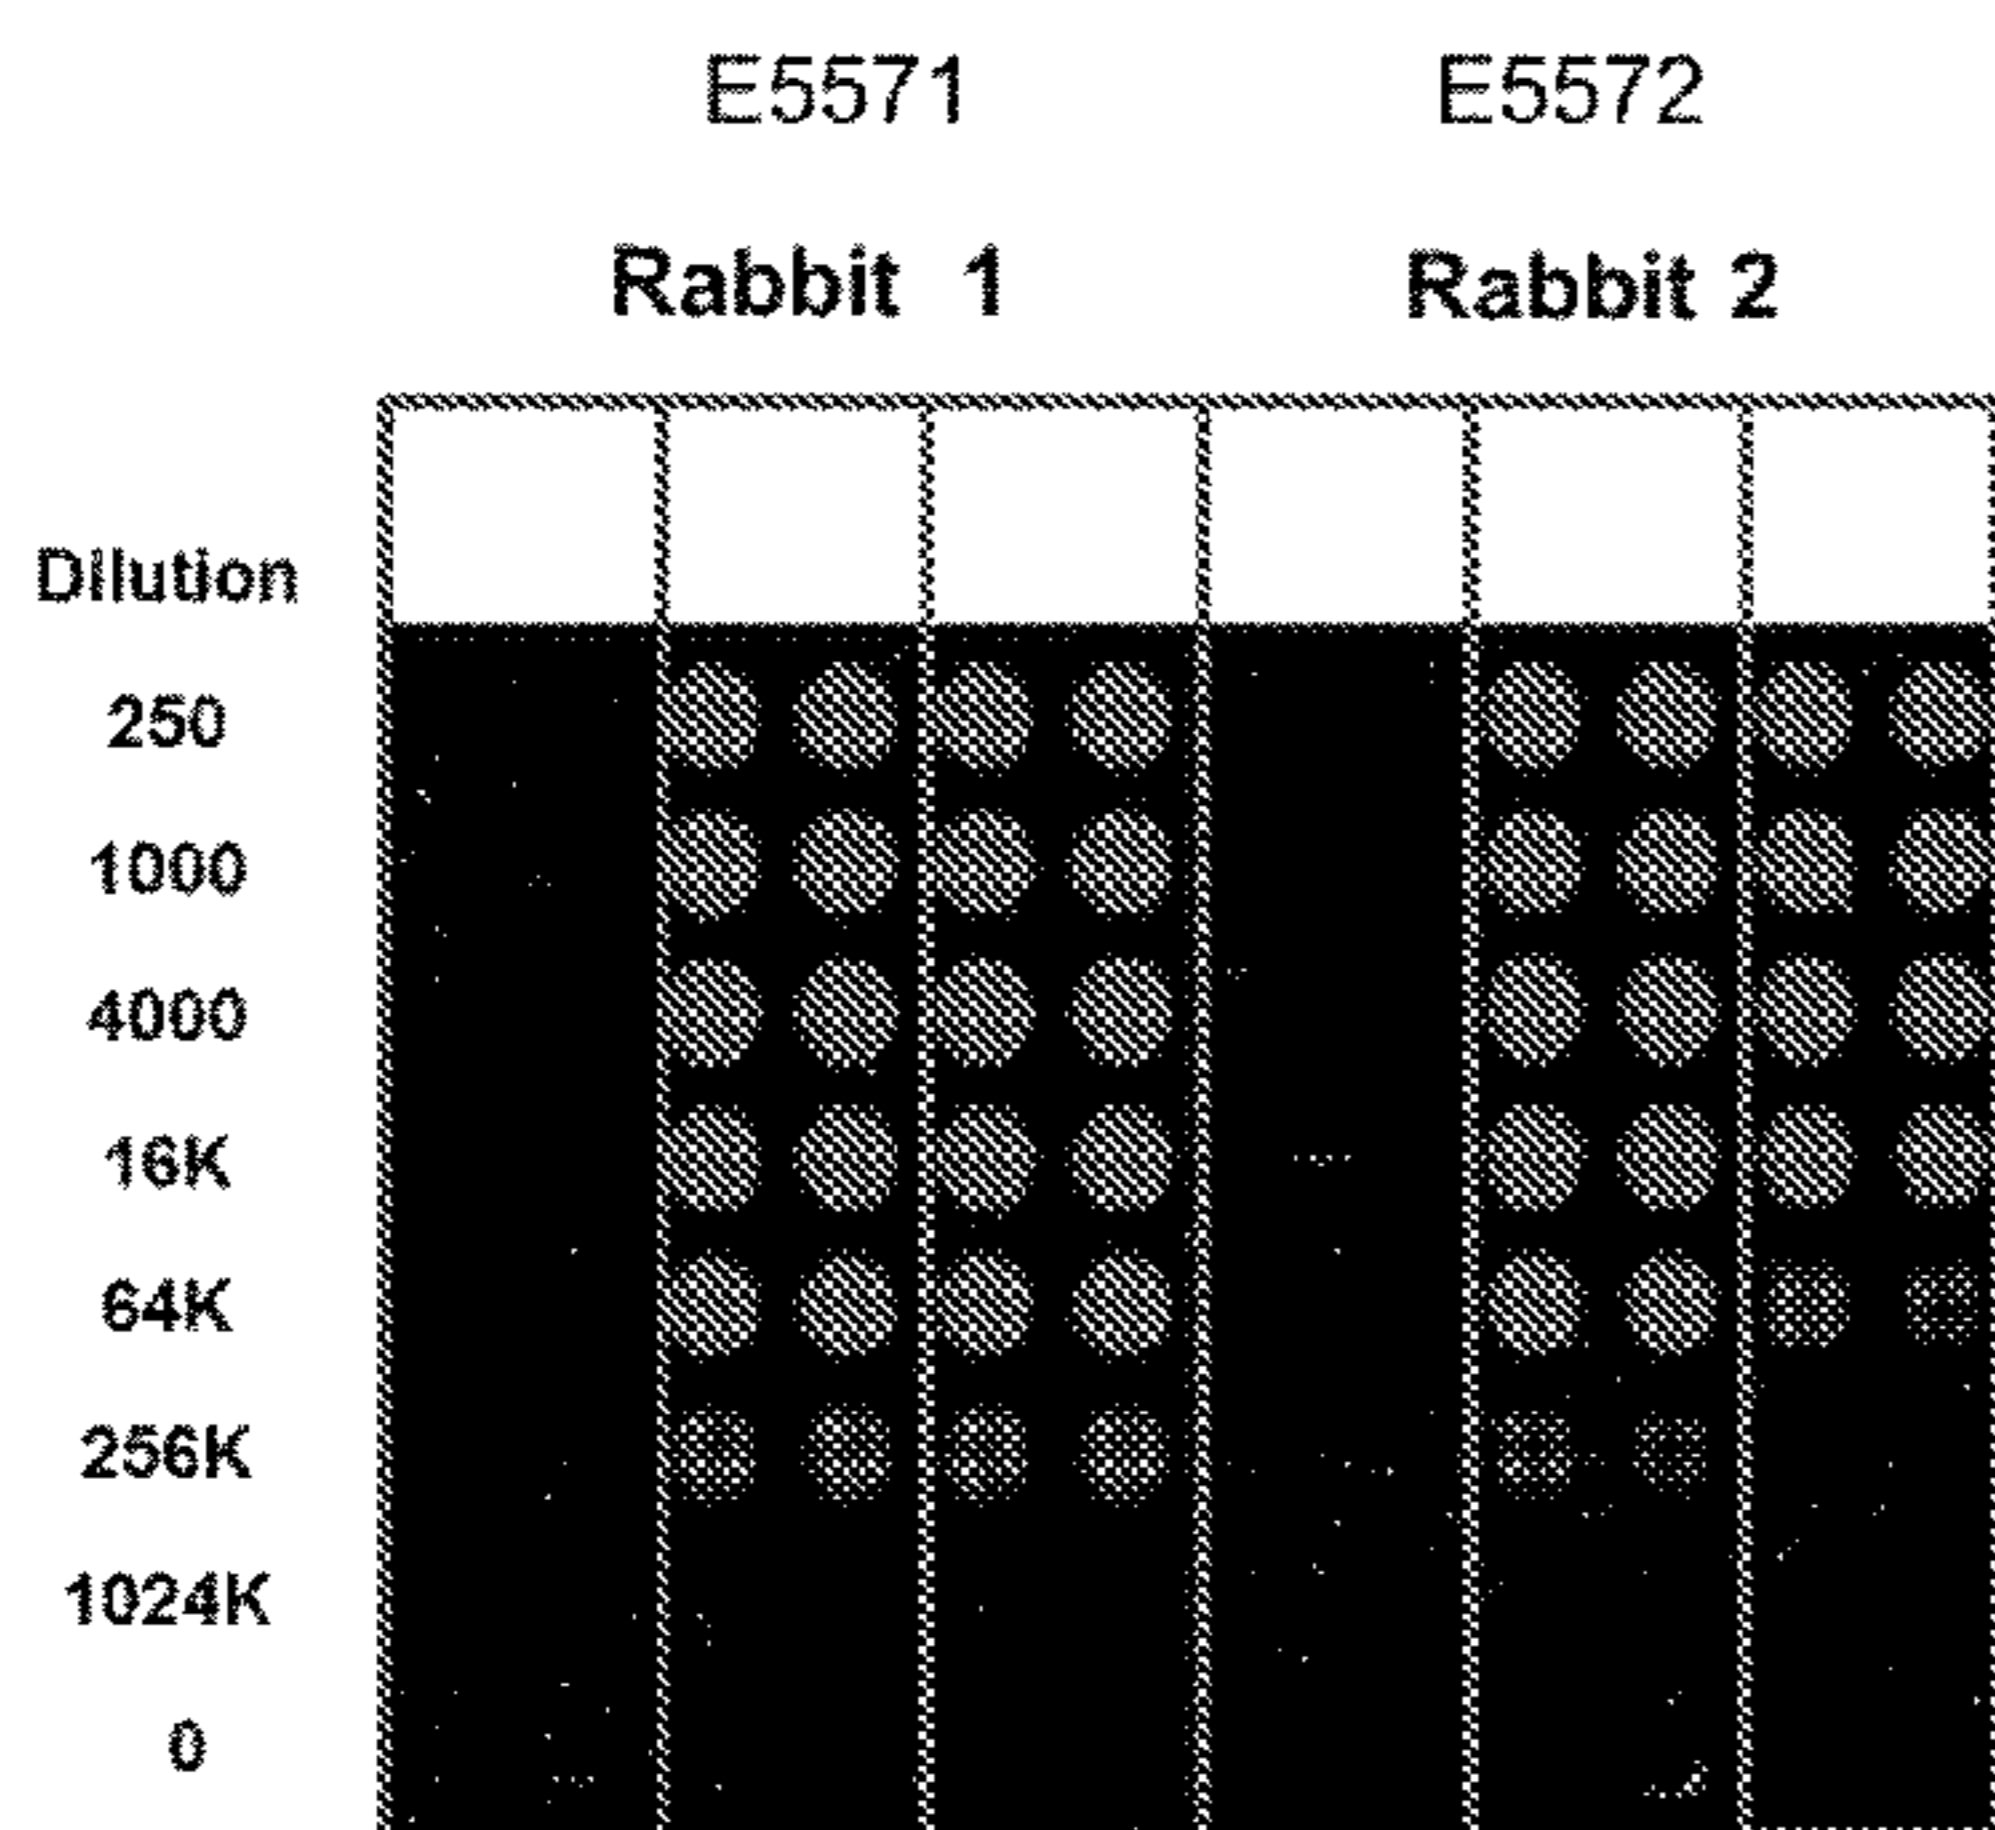 E5571 E5572
Rabbit 1 Rabbit 2
Dilution
250
1000
4000
16K
64K
256K
1024K
0